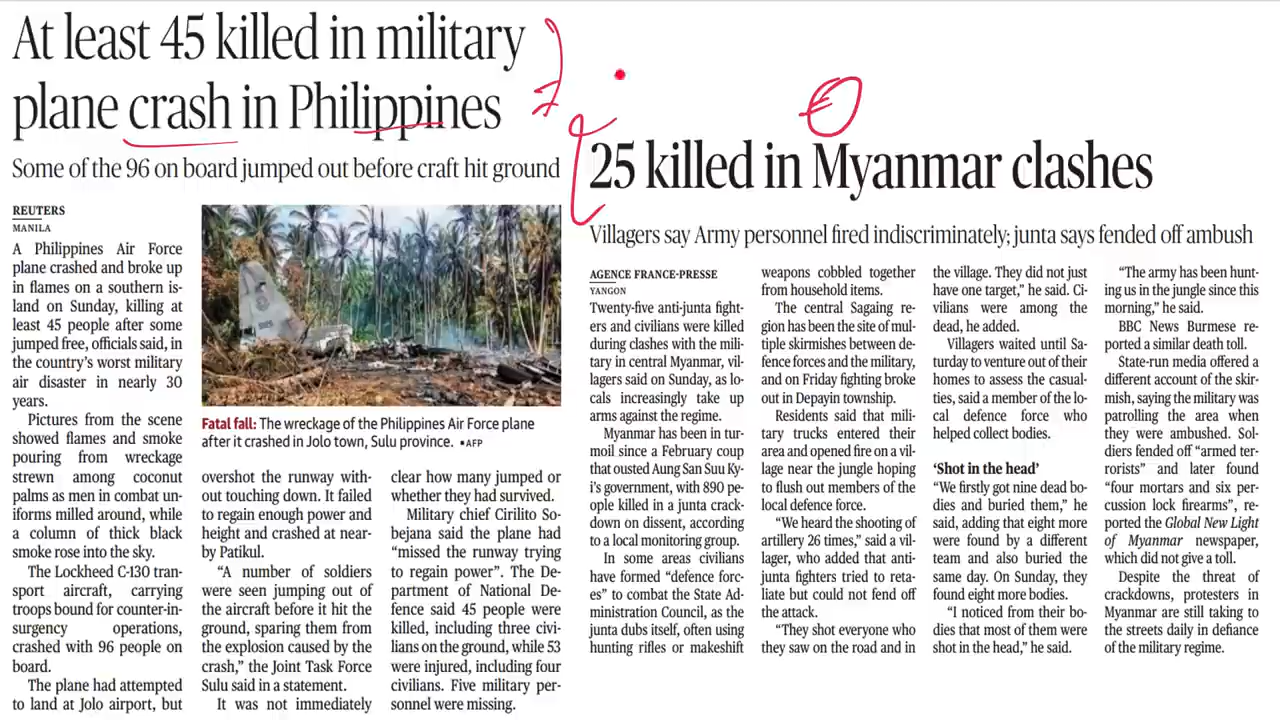 At least 45 killed in military
plane crash in Philippines
Some of the 96 on board jumped out before craft hit ground
REUTERS
MANILA
A Philippines Air Force
plane crashed and broke up
in flames on a southern is-
land on Sunday, killing at
least 45 people after some
jumped free, officials said, in
the country's worst military
air disaster in nearly 30
years.
Pictures from the scene
showed flames and smoke
pouring from wreckage
strewn among coconut
palms as men in combat un-
iforms milled around, while
a column of thick black
smoke rose into the sky.
The Lockheed C-130 tran-
sport aircraft, carrying
troops bound for counter-in-
surgency operations,
crashed with 96 people on
board.
The plane had attempted
to land at Jolo airport, but
Fatal fall: The wreckage of the Philippines Air Force plane
after it crashed in Jolo town, Sulu province. ▪AFP
overshot the runway with-
out touching down. It failed
to regain enough power and
height and crashed at near-
by Patikul.
"A number of soldiers
were seen jumping out of
the aircraft before it hit the
ground, sparing them from
the explosion caused by the
crash," the Joint Task Force
Sulu said in a statement.
It was not immediately
clear how many jumped or
whether they had survived.
Military chief Cirilito So-
bejana said the plane had
"missed the runway trying
to regain power". The De-
partment of National De-
fence said 45 people were
killed, including three civi-
lians on the ground, while 53
were injured, including four
civilians. Five military per-
sonnel were missing.
25 killed in Myanmar clashes
Villagers say Army personnel fired indiscriminately; junta says fended off ambush
AGENCE FRANCE-PRESSE
YANGON
Twenty-five anti-junta fight-
ers and civilians were killed
during clashes with the mili-
tary in central Myanmar, vil-
lagers said on Sunday, as lo-
cals increasingly take up
arms against the regime.
Myanmar has been in tur-
moil since a February coup
that ousted Aung San Suu Ky-
i's government, with 890 pe-
ople killed in a junta crack-
down on dissent, according
to a local monitoring group.
In some areas civilians
have formed "defence forc-
es" to combat the State Ad-
ministration Council, as the
junta dubs itself, often using
hunting rifles or makeshift
weapons cobbled together
from household items.
The central Sagaing re-
gion has been the site of mul-
tiple skirmishes between de-
fence forces and the military,
and on Friday fighting broke
out in Depayin township.
Residents said that mili-
tary trucks entered their
area and opened fire on a vil-
lage near the jungle hoping
to flush out members of the
local defence force.
"We heard the shooting of
artillery 26 times," said a vil-
lager, who added that anti-
junta fighters tried to reta-
liate but could not fend off
the attack.
"They shot everyone who
they saw on the road and in
the village. They did not just
have one target," he said. Ci-
vilians were among the
dead, he added.
Villagers waited until Sa-
turday to venture out of their
homes to assess the casual-
ties, said a member of the lo-
cal defence force who
helped collect bodies.
'Shot in the head'
"We firstly got nine dead bo-
dies and buried them," he
said, adding that eight more
were found by a different
team and also buried the
same day. On Sunday, they
found eight more bodies.
"I noticed from their bo-
dies that most of them were
shot in the head," he said.
"The army has been hunt-
ing us in the jungle since this
morning," he said.
BBC News Burmese re-
ported a similar death toll.
State-run media offered a
different account of the skir-
mish, saying the military was
patrolling the area when
they were ambushed. Sol-
diers fended off "armed ter-
rorists" and later found
"four mortars and six per-
cussion lock firearms", re-
ported the Global New Light
of Myanmar newspaper,
which did not give a toll.
Despite the threat of
crackdowns, protesters in
Myanmar are still taking to
the streets daily in defiance
of the military regime.